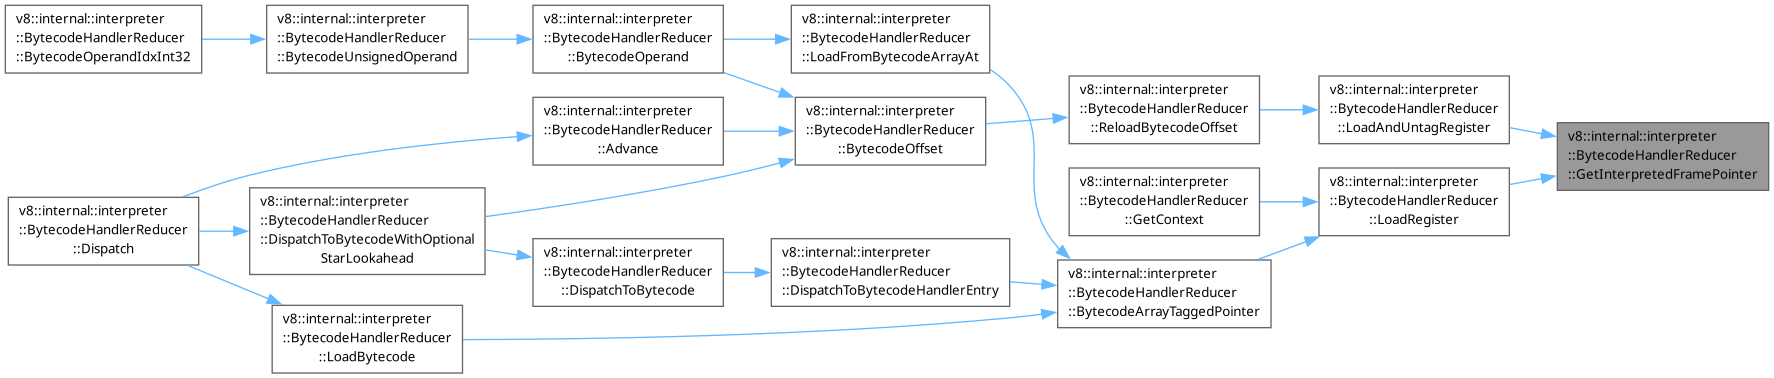 v8::internal::interpreter
::BytecodeHandlerReducer
::BytecodeOperandIdxInt32
v8::internal::interpreter
::BytecodeHandlerReducer
::BytecodeUnsignedOperand
v8::internal::interpreter
::BytecodeHandlerReducer
::BytecodeOperand
v8::internal::interpreter
::BytecodeHandlerReducer
::LoadFromBytecodeArrayAt
v8::internal::interpreter
::BytecodeHandlerReducer
::ReloadBytecodeOffset
v8::internal::interpreter
::BytecodeHandlerReducer
::LoadAndUntagRegister
v8::internal::interpreter
::BytecodeHandlerReducer
::Advance
v8::internal::interpreter
::BytecodeHandlerReducer
::BytecodeOffset
v8::internal::interpreter
::BytecodeHandlerReducer
::GetInterpretedFramePointer
v8::internal::interpreter
::BytecodeHandlerReducer
::GetContext
v8::internal::interpreter
::BytecodeHandlerReducer
::LoadRegister
v8::internal::interpreter
::BytecodeHandlerReducer
::Dispatch
v8::internal::interpreter
::BytecodeHandlerReducer
::DispatchToBytecodeWithOptional
StarLookahead
v8::internal::interpreter
::BytecodeHandlerReducer
::DispatchToBytecode
v8::internal::interpreter
::BytecodeHandlerReducer
::DispatchToBytecodeHandlerEntry
v8::internal::interpreter
::BytecodeHandlerReducer
::BytecodeArrayTaggedPointer
v8::internal::interpreter
::BytecodeHandlerReducer
::LoadBytecode